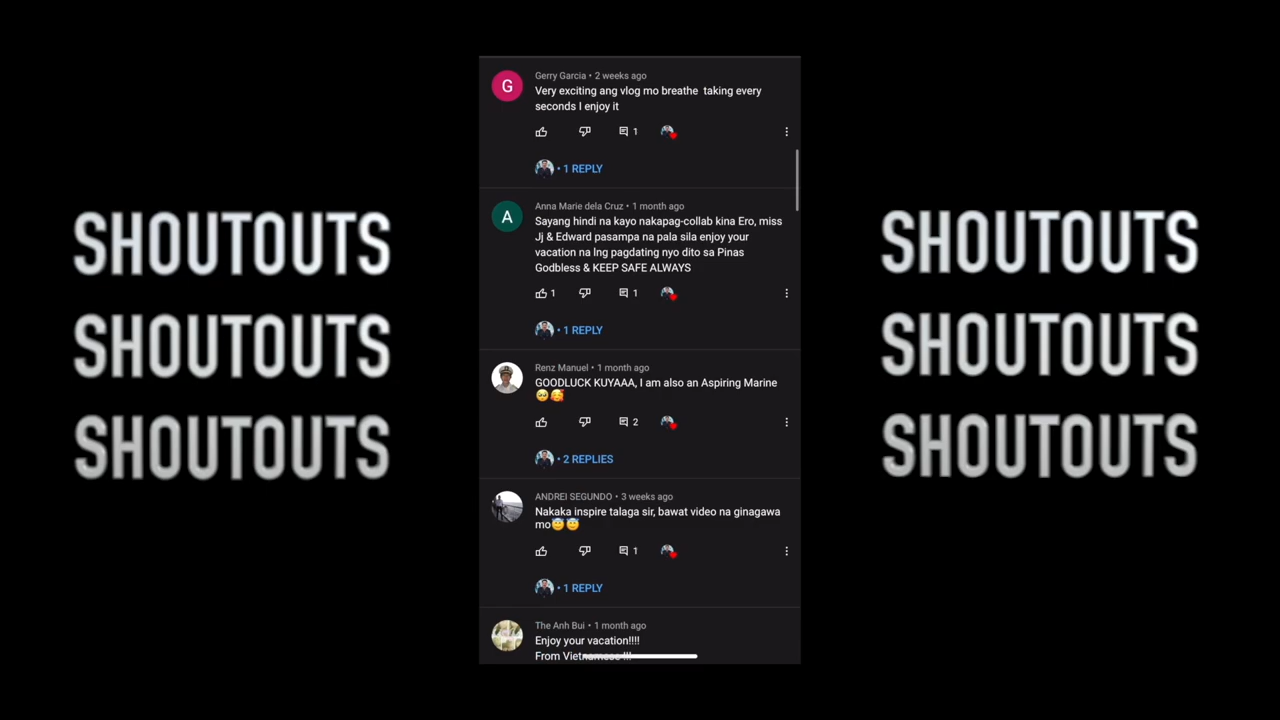 SHOUTOUTS
SHOUTOUTS
SHOUTOUTS
G
Gerry Garcia • 2 weeks ago
Very exciting ang vlog mo breathe taking every
seconds I enjoy it
1
• 1 REPLY
A
Anna Marie dela Cruz • 1 month ago
Sayang hindi na kayo nakapag-collab kina Ero, miss
Jj & Edward pasampa na pala sila enjoy your
vacation na lng pagdating nyo dito sa Pinas
Godbless & KEEP SAFE ALWAYS
1 1
• 1 REPLY
Renz Manuel • 1 month ago
GOODLUCK KUYAAA, I am also an Aspiring Marine
🥺🥰
2
• 2 REPLIES
ANDREI SEGUNDO • 3 weeks ago
Nakaka inspire talaga sir, bawat video na ginagawa
mo😇😇
1
• 1 REPLY
The Anh Bui • 1 month ago
Enjoy your vacation!!!!
From Vietnamese !!!
SHOUTOUTS
SHOUTOUTS
SHOUTOUTS